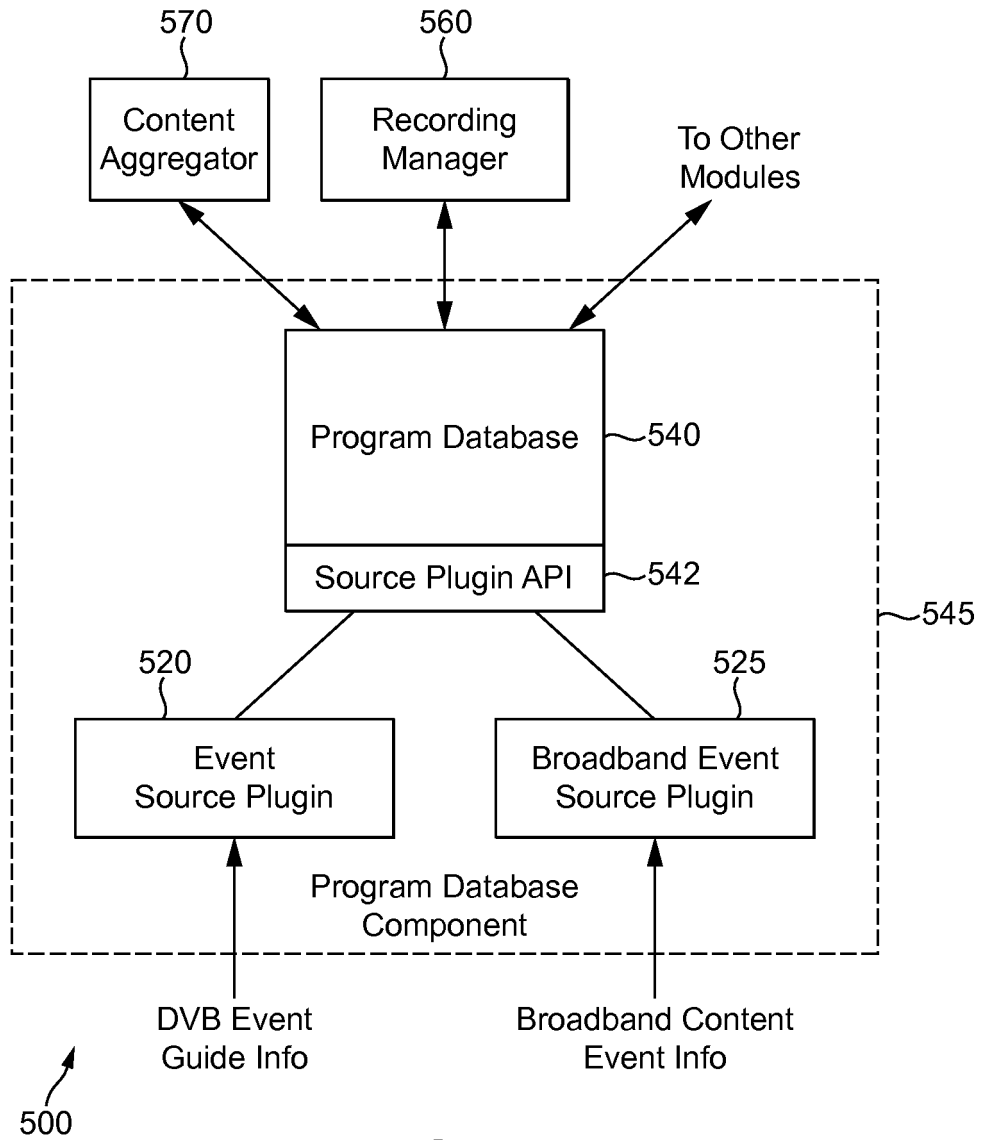 570
560
Content
Aggregator
Recording
Manager
To Other
Modules
Program Database
540
Source Plugin API
542
545
520
525
Event
Source Plugin
Broadband Event
Source Plugin
Program Database
Component
DVB Event
Guide Info
Broadband Content
Event Info
500